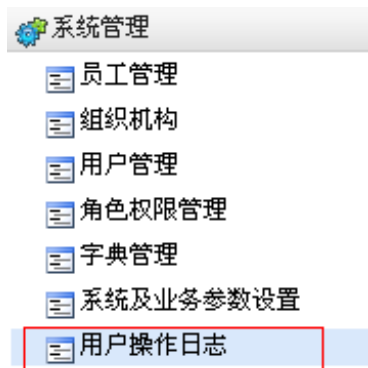 系统管理
员工管理
组织机构
用户管理
角色权限管理
字典管理
系统及业务参数设置
用户操作日志